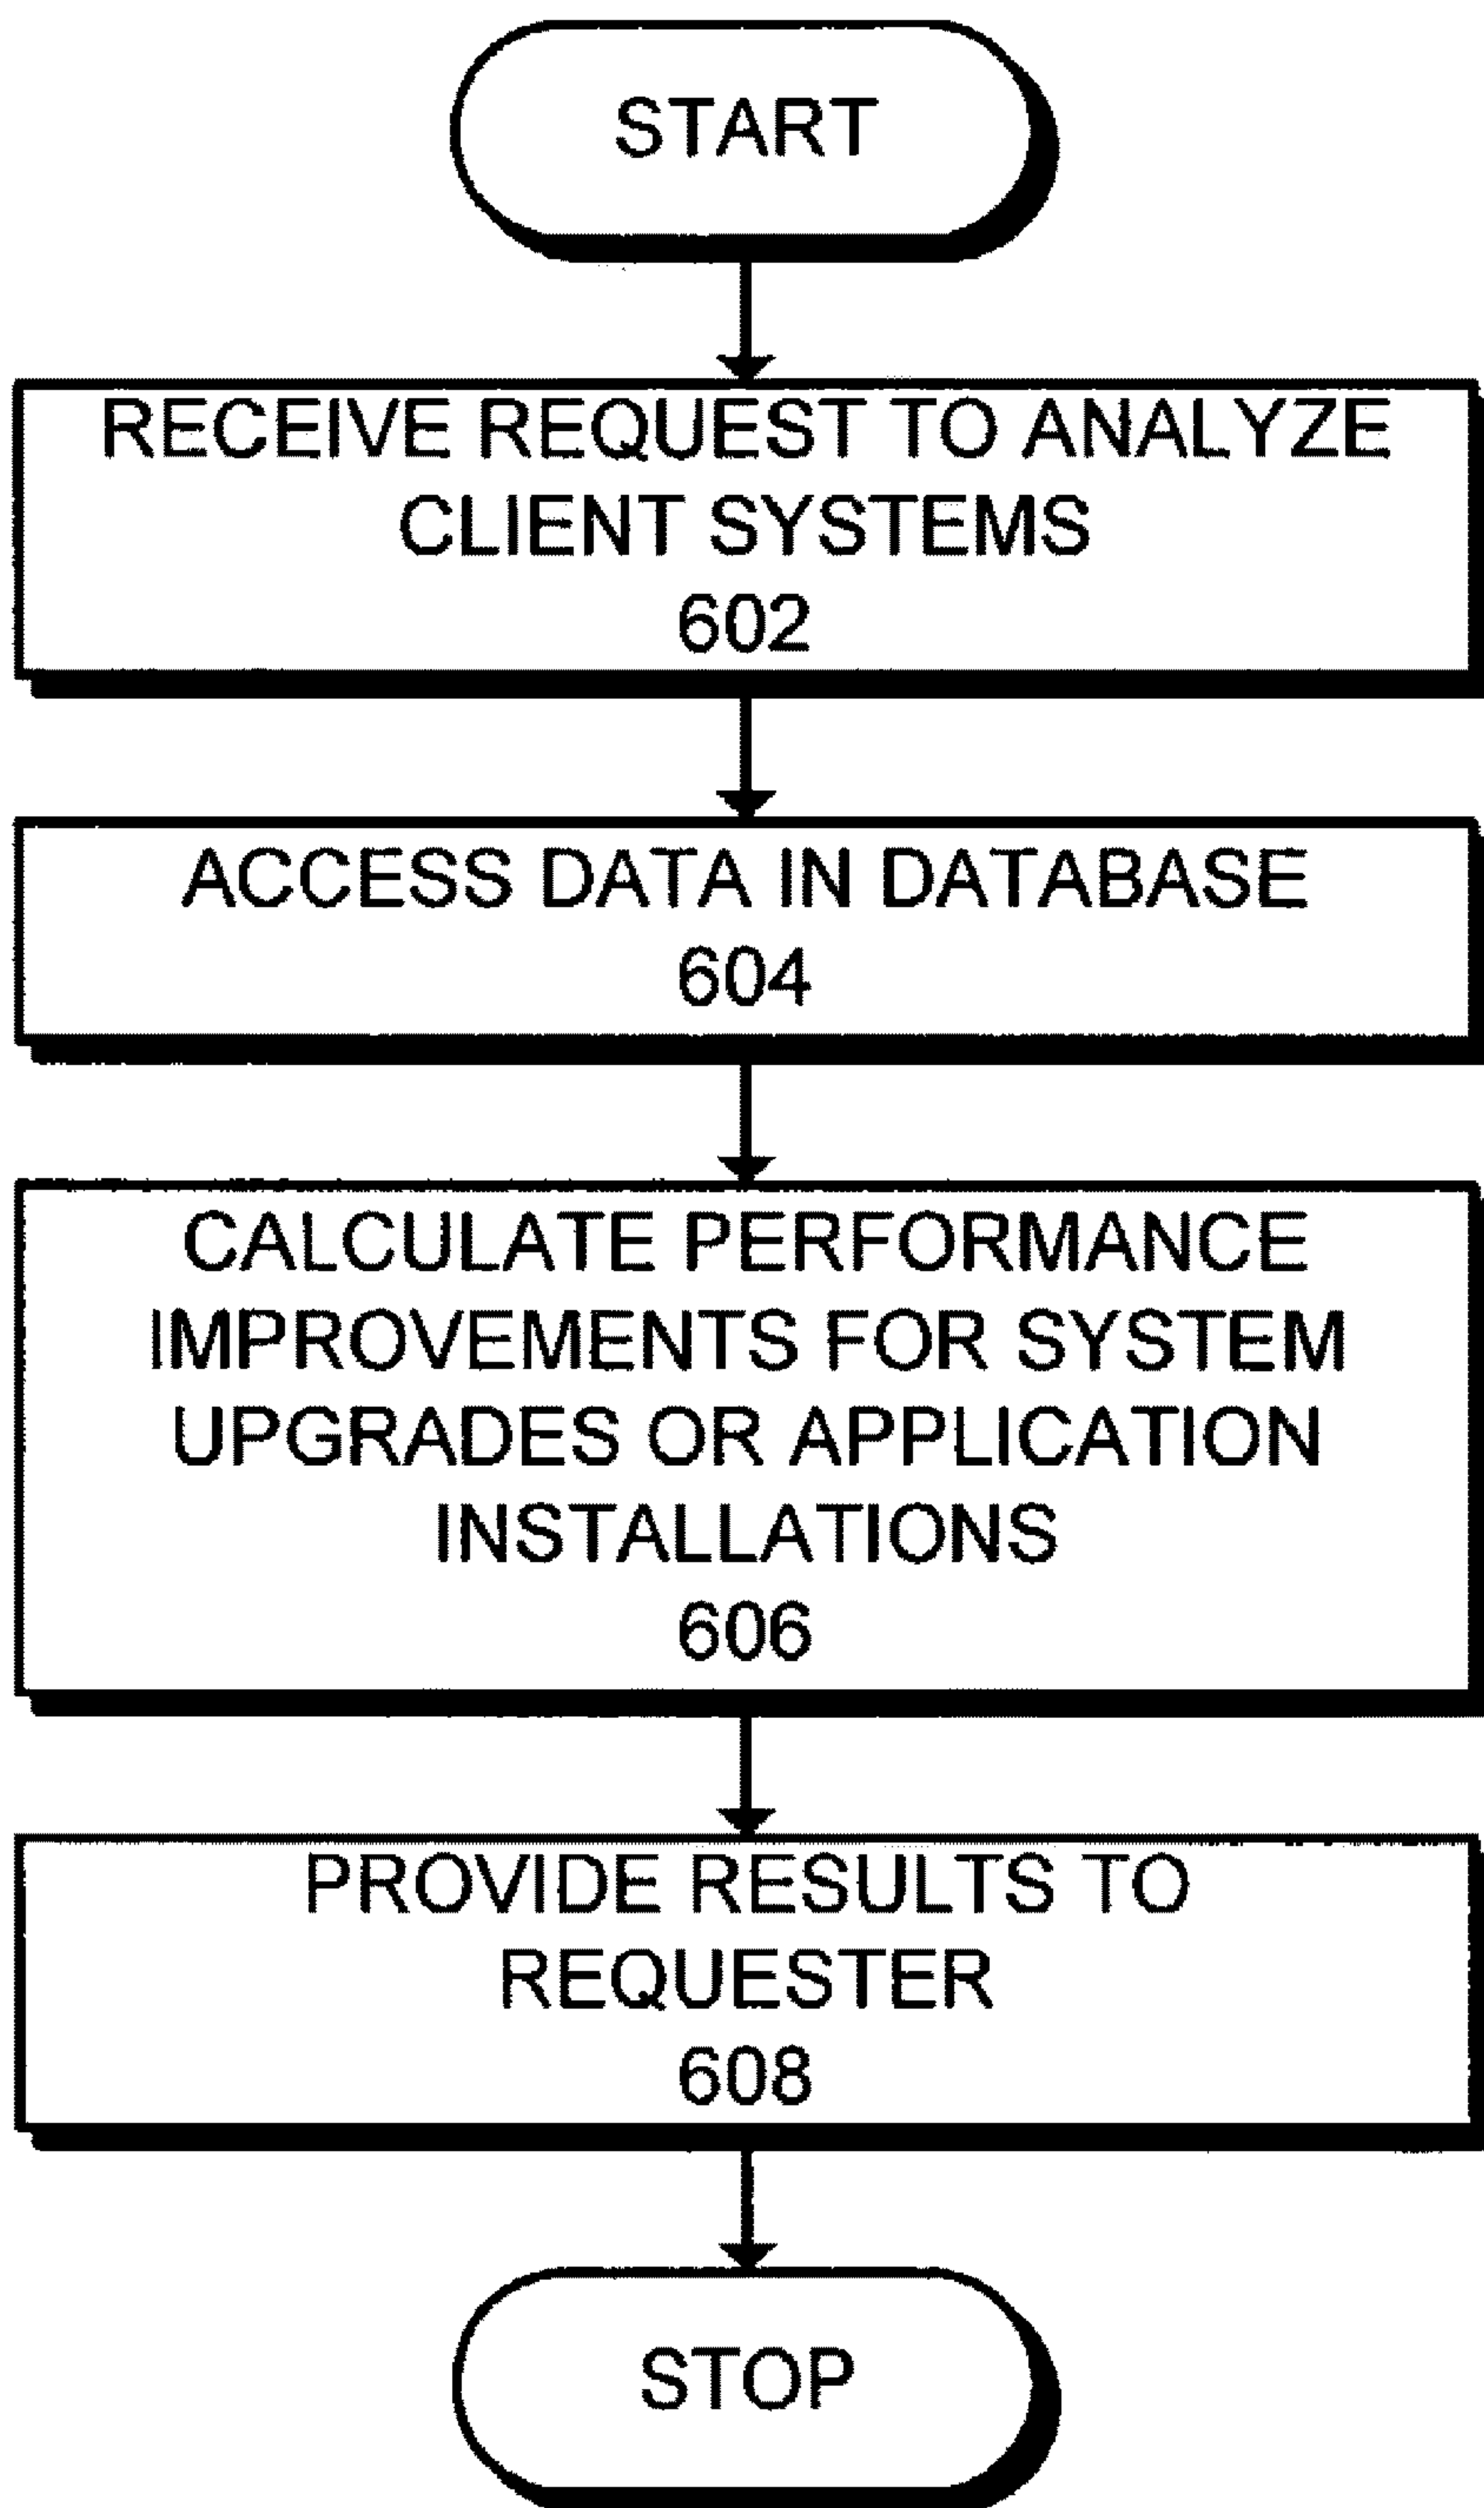 START
RECEIVE REQUEST TO ANALYZE
CLIENT SYSTEMS
602
ACCESS DATA IN DATABASE
604
CALCULATE PERFORMANCE
IMPROVEMENTS FOR SYSTEM
UPGRADES OR APPLICATION
INSTALLATIONS
606
PROVIDE RESULTS TO
REQUESTER
608
STOP